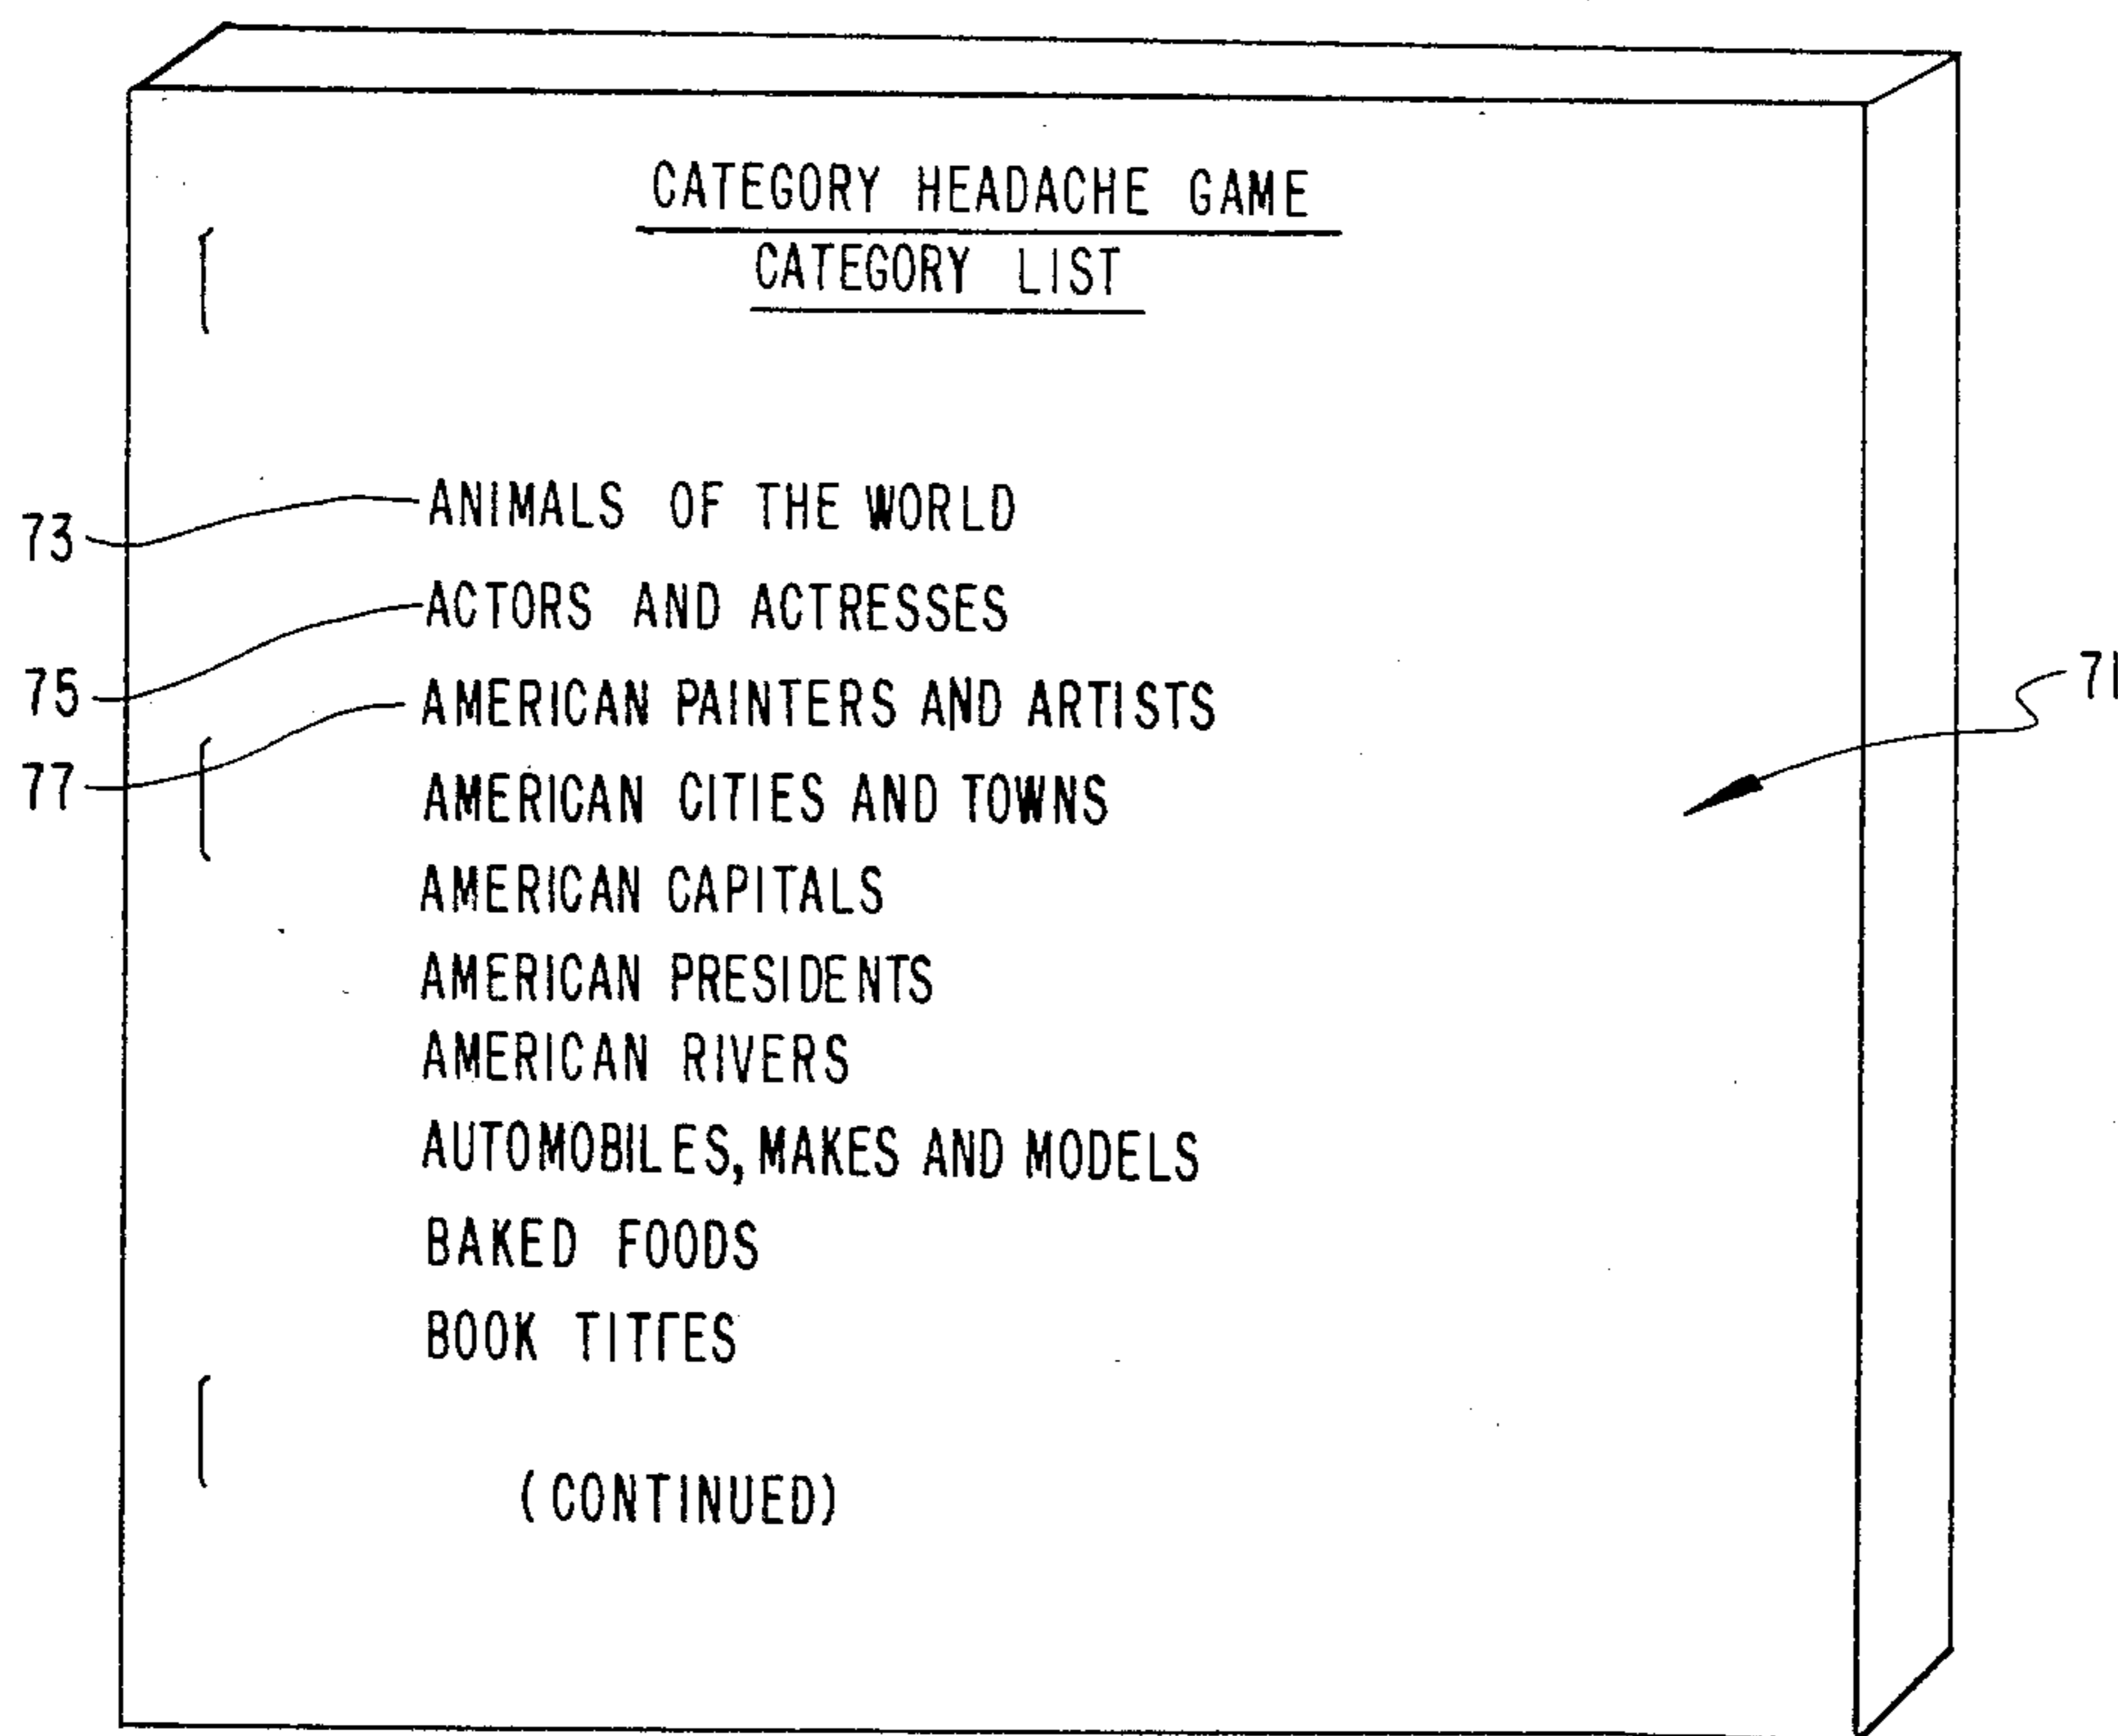 CATEGORY HEADACHE GAME
CATEGORY LIST
73 ANIMALS OF THE WORLD
75 ACTORS AND ACTRESSES
71
77 AMERICAN PAINTERS AND ARTISTS
AMERICAN CITIES AND TOWNS
AMERICAN CAPITALS
AMERICAN PRESIDENTS
AMERICAN RIVERS
AUTOMOBILES, MAKES AND MODELS
BAKED FOODS
BOOK TITLES
(CONTINUED)